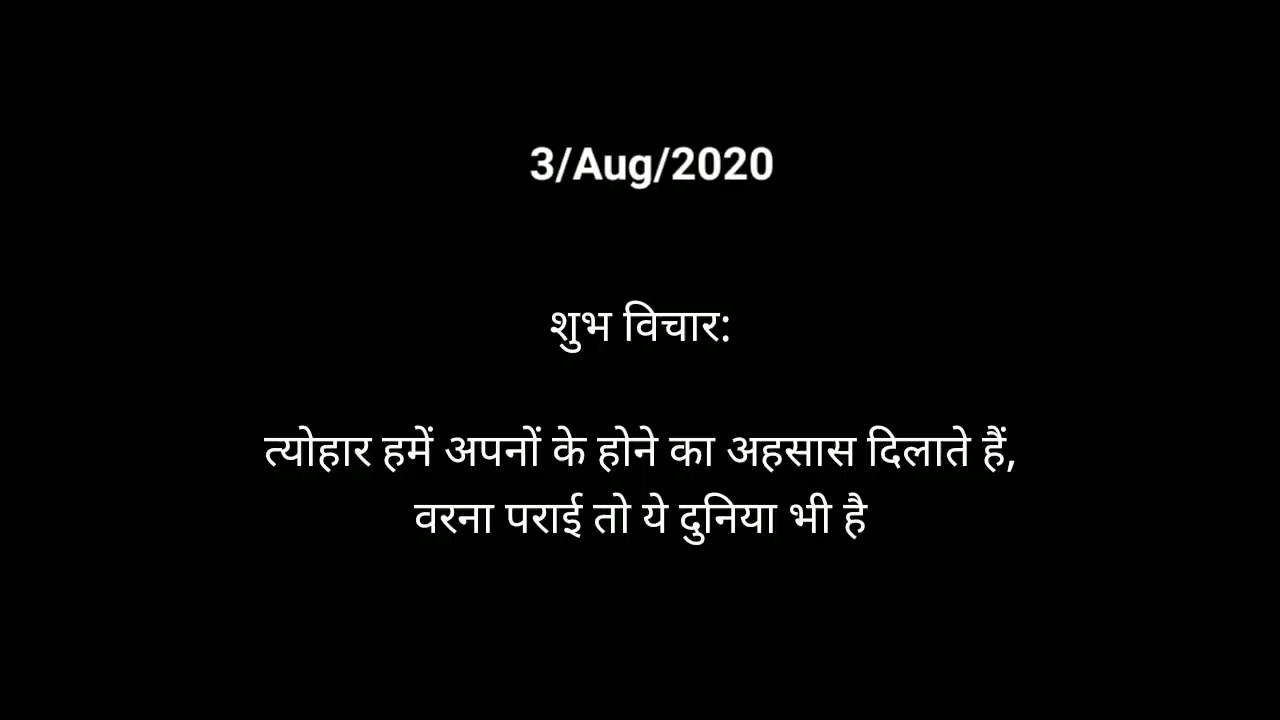 3/Aug/2020
शुभ विचार:
त्योहार हमें अपनों के होने का अहसास दिलाते हैं,
वरना पराई तो ये दुनिया भी है